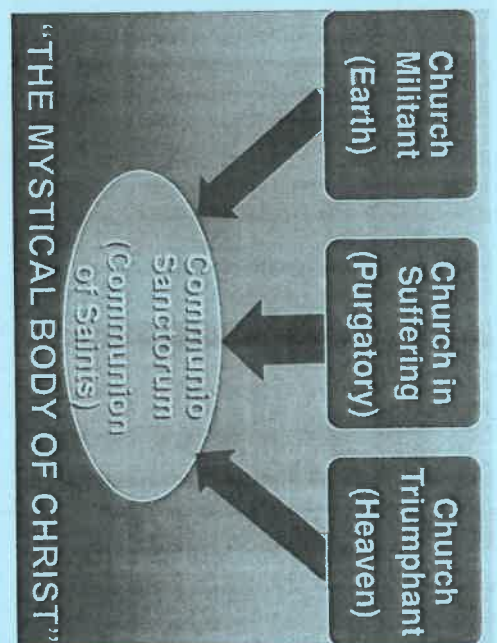 Church
Militant
(Earth)
Church in
Suffering
(Purgatory)
Church
Triumphant
(Heaven)
Communio
Sanctorum
(Communion
of Saints)
“THE MYSTICAL BODY OF CHRIST”